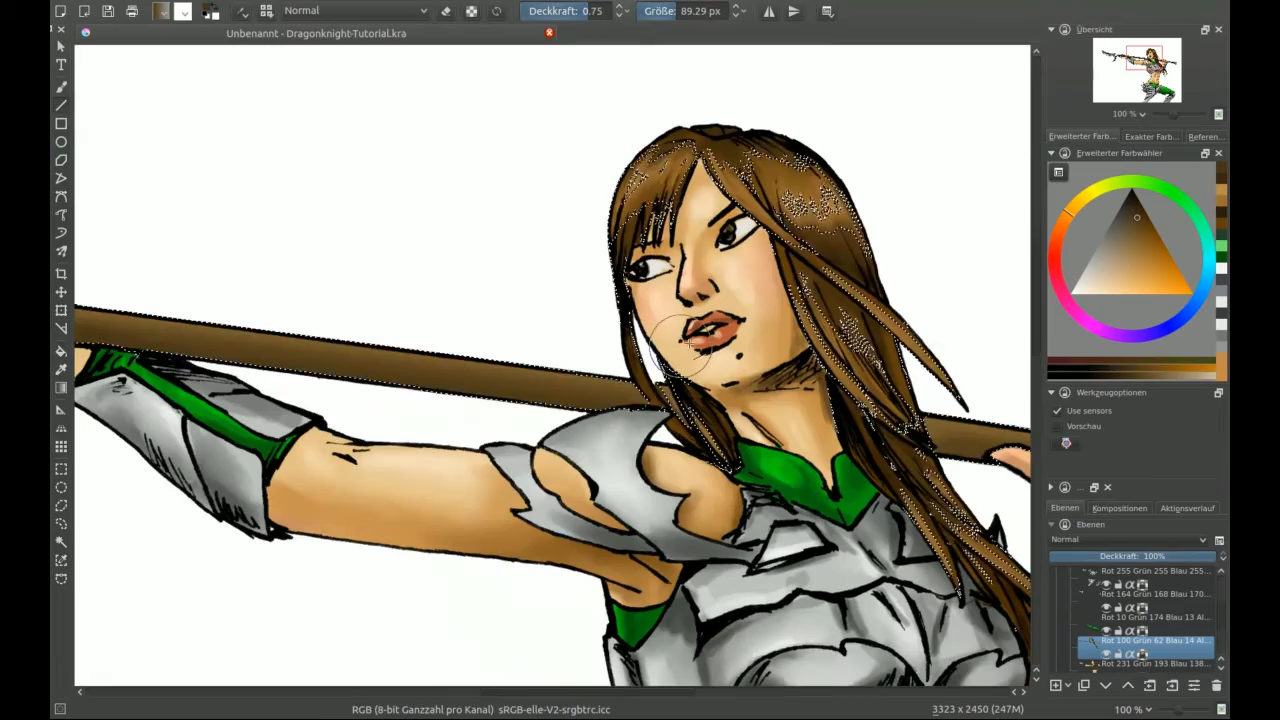 Normal
Deckkraft: 0.75
Größe: 89.29 px
Unbenannt - Dragonknight-Tutorial.kra
Übersicht
100 %
Erweiterter Farb...
Exakter Farb...
Referen...
Erweiterter Farbwähler
Werkzeugoptionen
Use sensors
Vorschau
...
Ebenen
Kompositionen
Aktionsverlauf
Ebenen
Normal
Deckkraft: 100%
Rot 255 Grün 255 Blau 255...
Rot 164 Grün 168 Blau 170...
Rot 10 Grün 174 Blau 13 Al...
Rot 100 Grün 62 Blau 14 Al...
Rot 231 Grün 193 Blau 138...
RGB (8-bit Ganzzahl pro Kanal) sRGB-elle-V2-srgbtrc.icc
3323 x 2450 (247M)
100 %